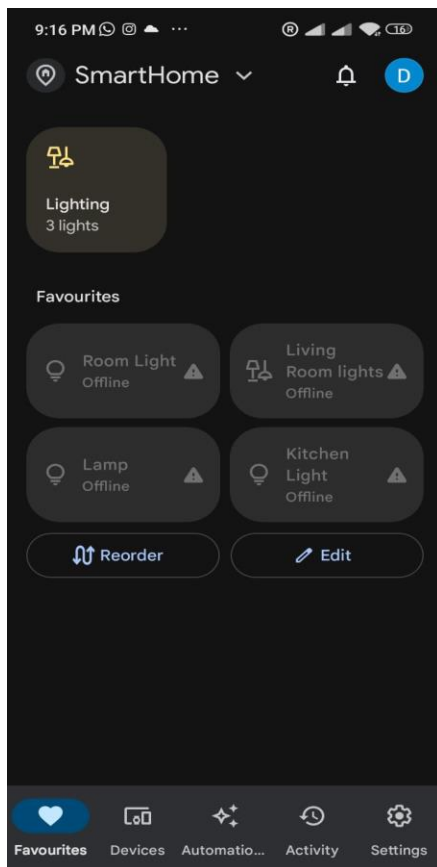 9:16 PM ... ® 16
SmartHome D
Lighting
3 lights
Favourites
Room Light
Offline
Living
Room lights
Offline
Lamp
Offline
Kitchen
Light
Offline
Reorder
Edit
Favourites Devices Automatio... Activity Settings